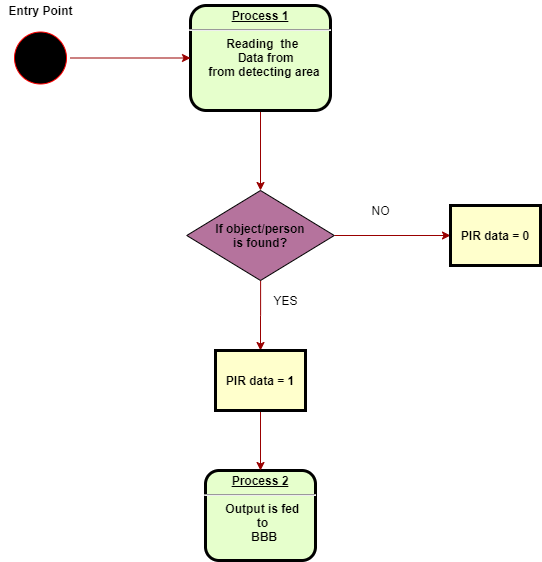 Entry Point
Process 1
Reading the
Data from
from detecting area
If object/person
is found?
NO
PIR data = 0
YES
PIR data = 1
Process 2
Output is fed
to
BBB